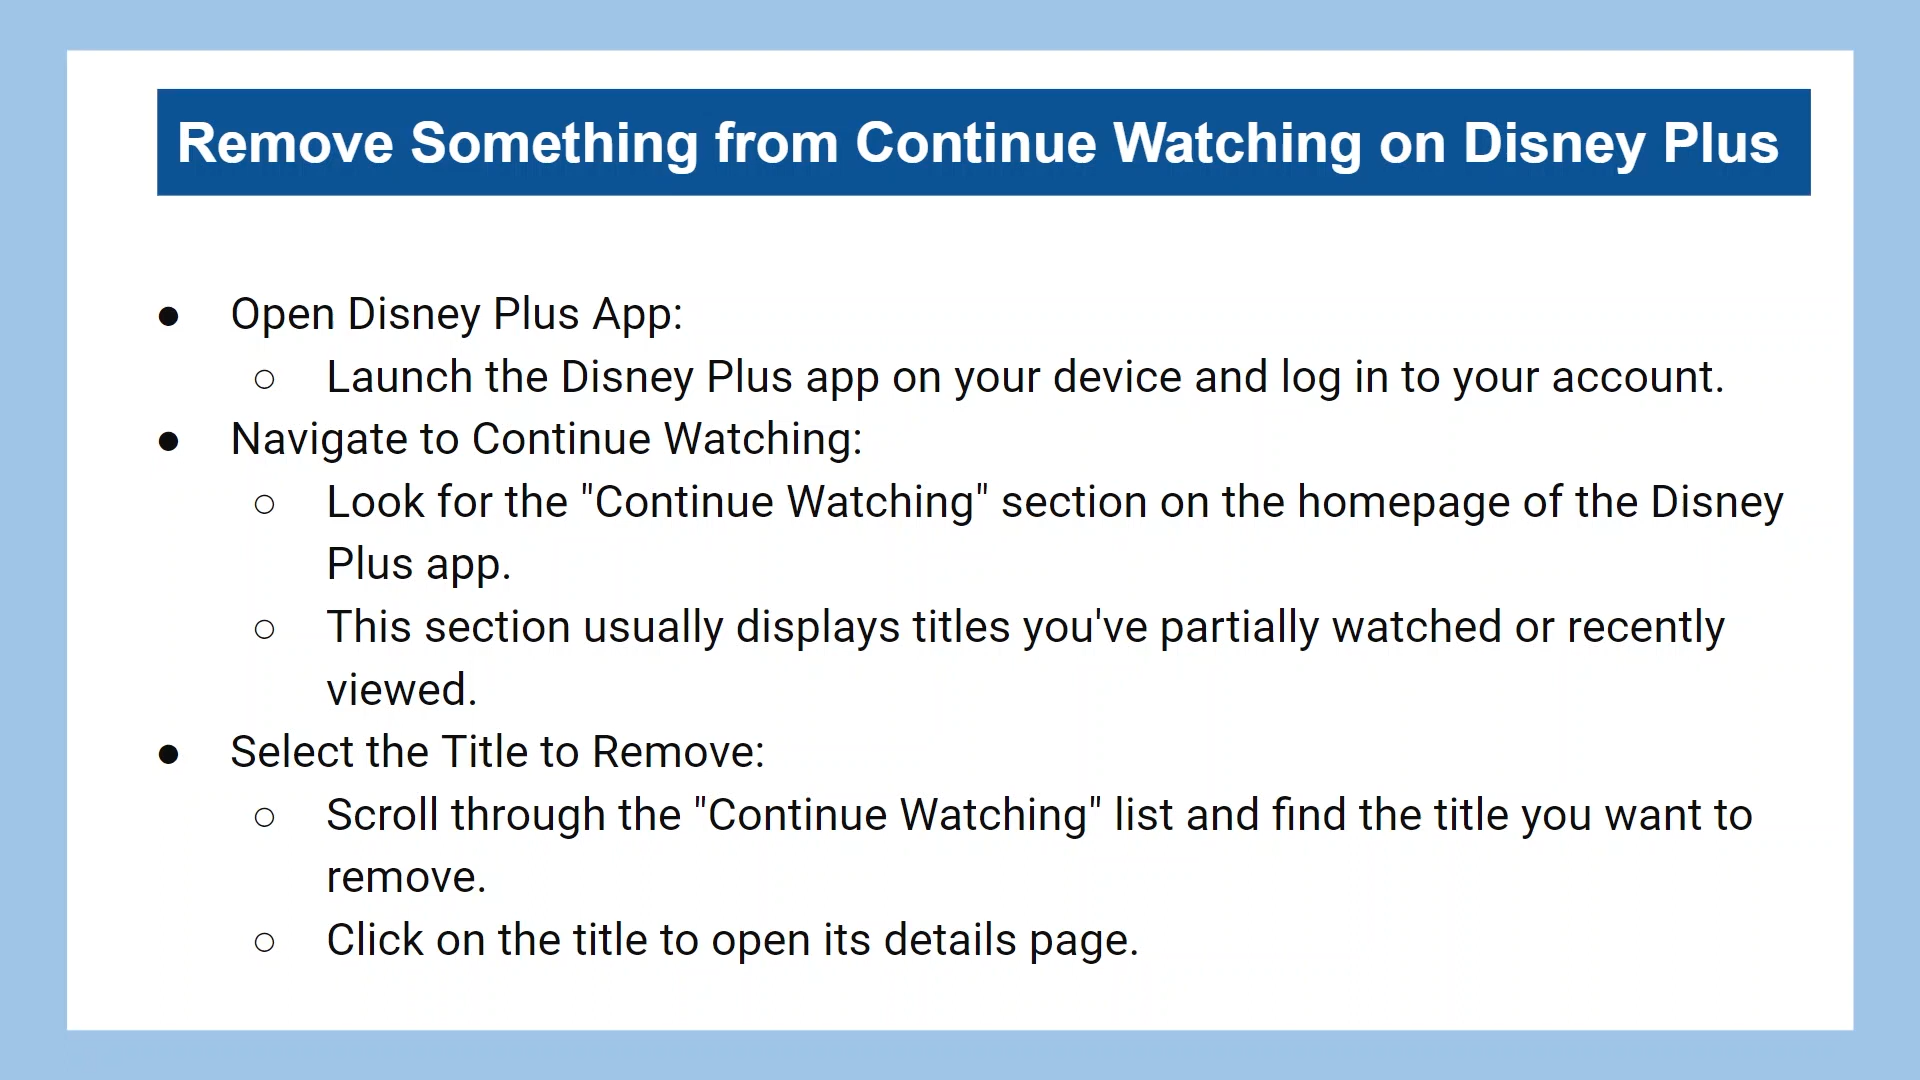 Remove Something from Continue Watching on Disney Plus
● Open Disney Plus App:
○ Launch the Disney Plus app on your device and log in to your account.
● Navigate to Continue Watching:
○ Look for the "Continue Watching" section on the homepage of the Disney
Plus app.
○ This section usually displays titles you've partially watched or recently
viewed.
● Select the Title to Remove:
○ Scroll through the "Continue Watching" list and find the title you want to
remove.
○ Click on the title to open its details page.